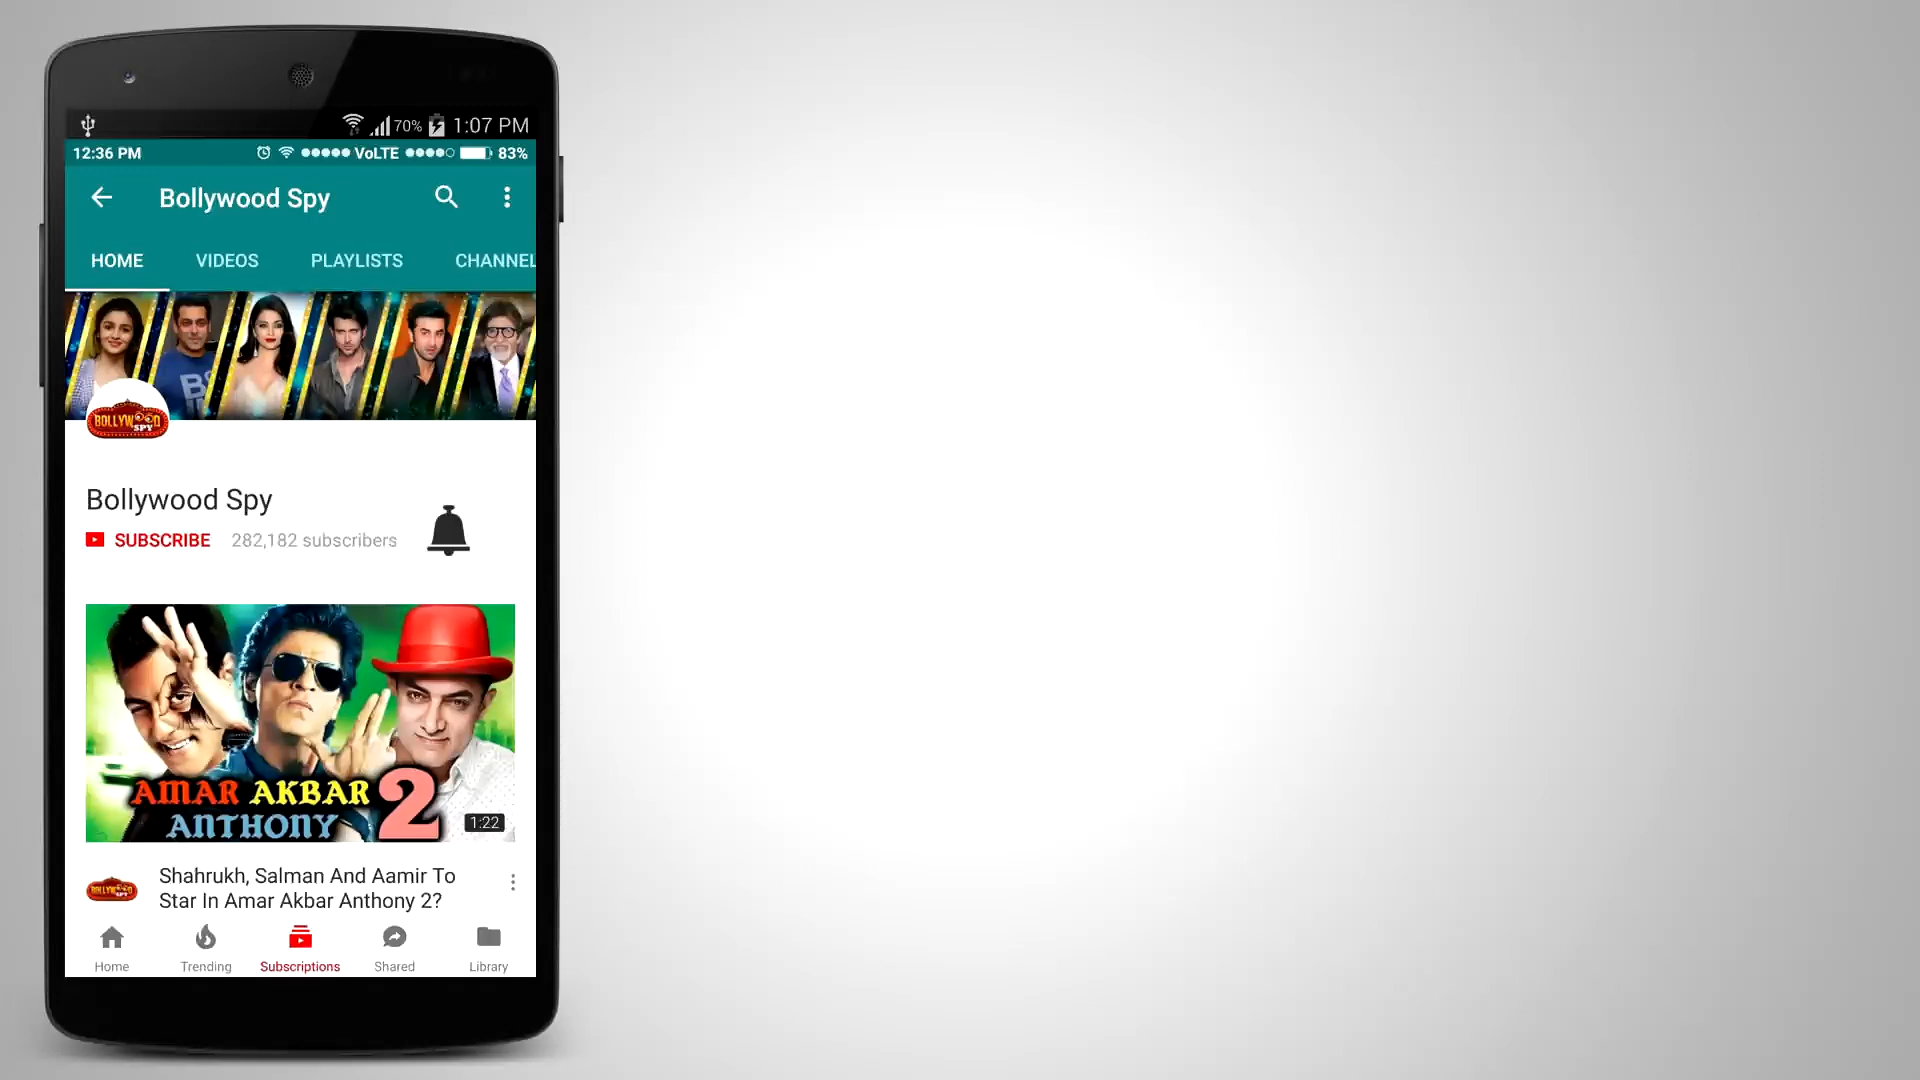 70% 1:07 PM
12:36 PM VoLTE 83%
Bollywood Spy
HOME VIDEOS PLAYLISTS CHANNEL
BOLLYWOOD
SPY
Bollywood Spy
SUBSCRIBE 282,182 subscribers
AMAR AKBAR 2
ANTHONY
1:22
Shahrukh, Salman And Aamir To
Star In Amar Akbar Anthony 2?
Home Trending Subscriptions Shared Library